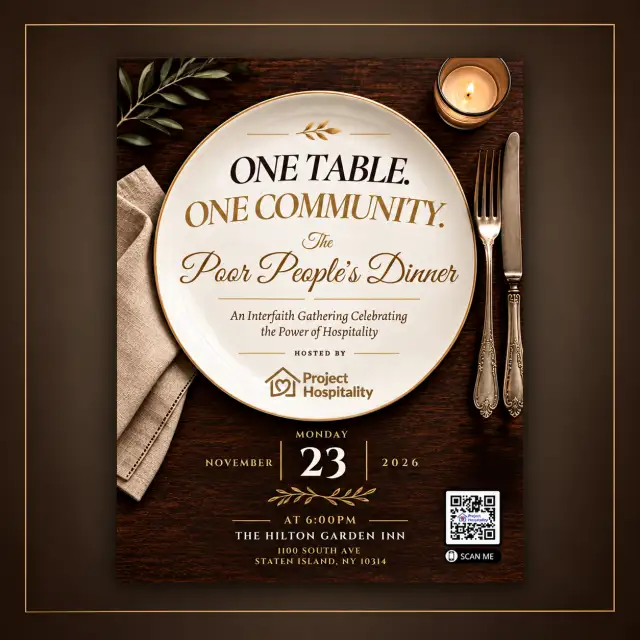 ONE TABLE.
ONE COMMUNITY.
The
Poor People's Dinner
An Interfaith Gathering Celebrating
the Power of Hospitality
HOSTED BY
Project
Hospitality
MONDAY
NOVEMBER 23 2026
AT 6:00PM
THE HILTON GARDEN INN
1100 SOUTH AVE
STATEN ISLAND, NY 10314
Project
Hospitality
SCAN ME